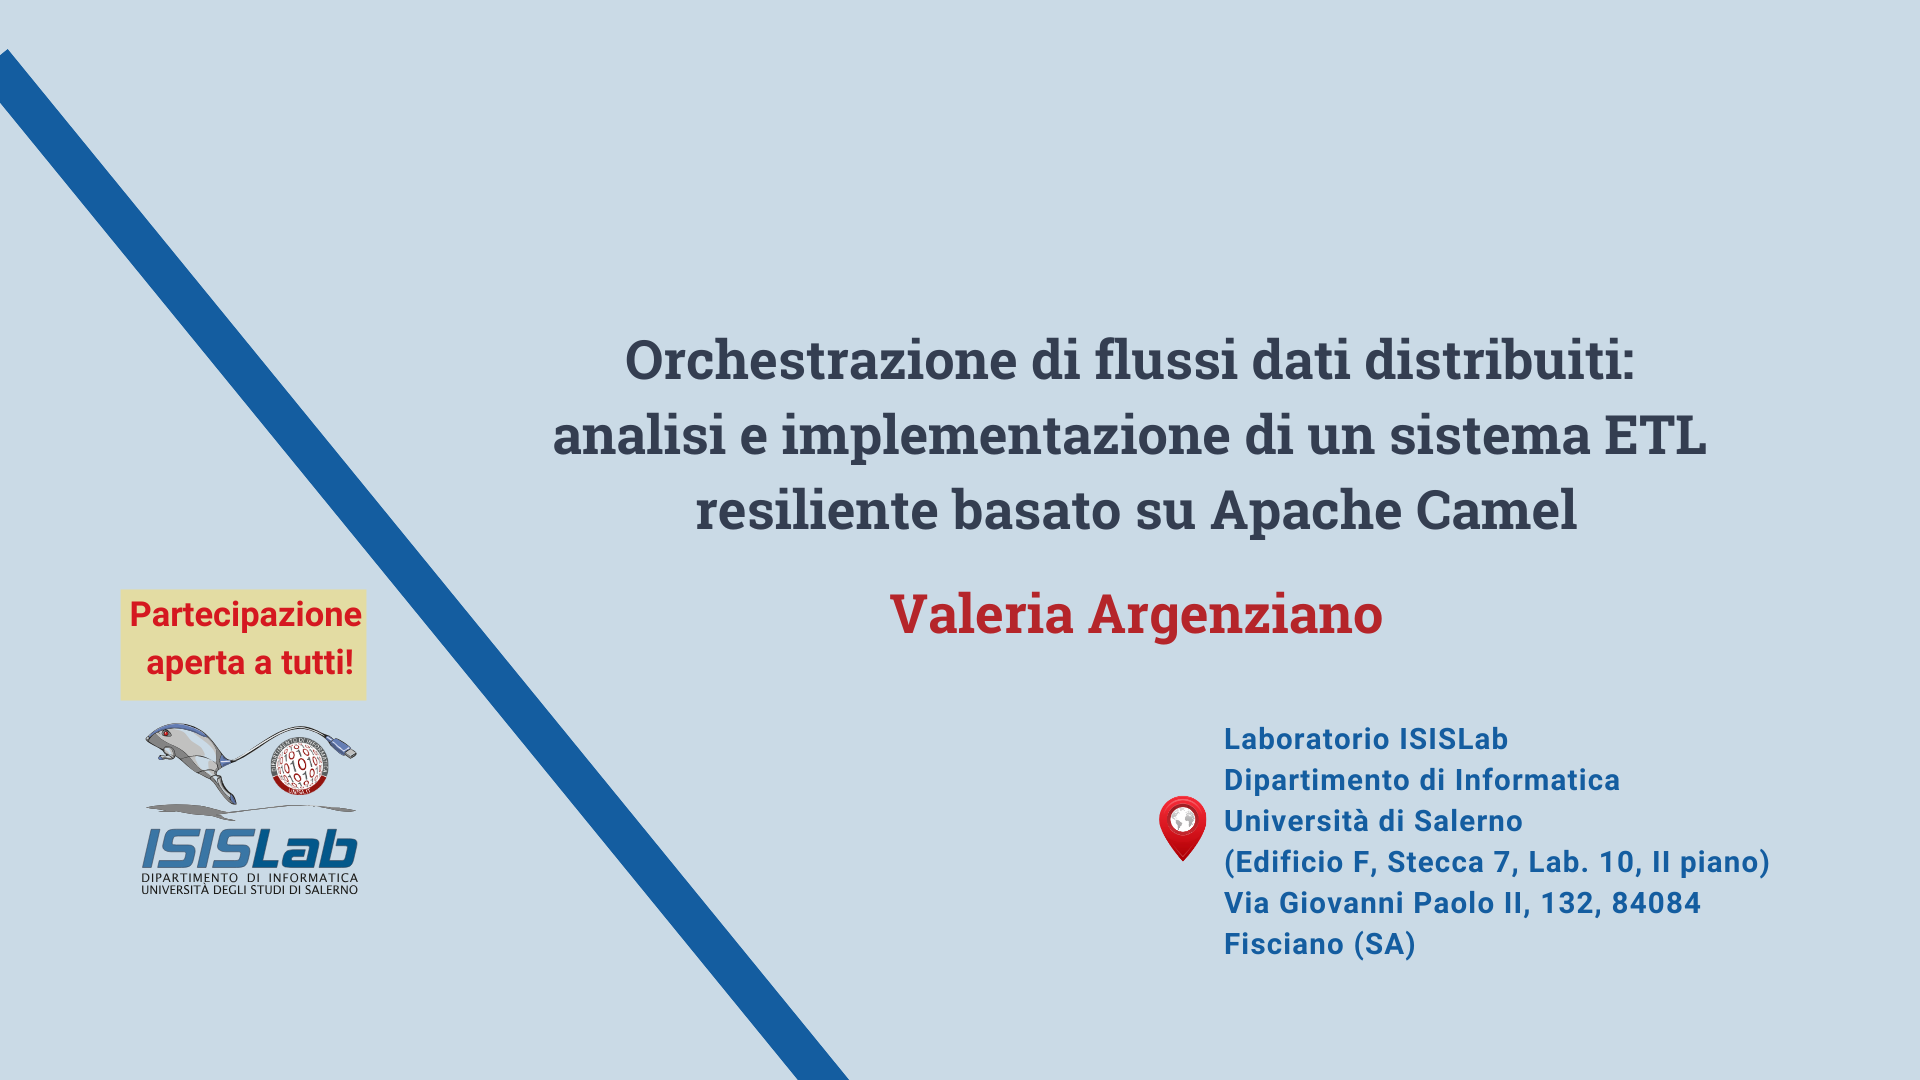 Orchestrazione di flussi dati distribuiti:
analisi e implementazione di un sistema ETL
resiliente basato su Apache Camel
Valeria Argenziano
Partecipazione
aperta a tutti!
ISISLab
DIPARTIMENTO DI INFORMATICA
UNIVERSITÀ DEGLI STUDI DI SALERNO
Laboratorio ISISLab
Dipartimento di Informatica
Università di Salerno
(Edificio F, Stecca 7, Lab. 10, II piano)
Via Giovanni Paolo II, 132, 84084
Fisciano (SA)